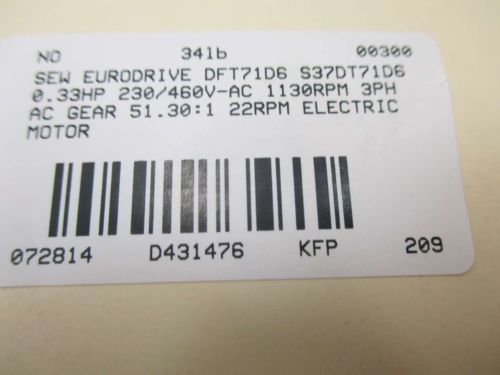 NO 34lb 00300
SEW EURODRIVE DFT71D6 S37DT71D6
0.33HP 230/460V-AC 1130RPM 3PH
AC GEAR 51.30:1 22RPM ELECTRIC
MOTOR
072814 D431476 KFP 209